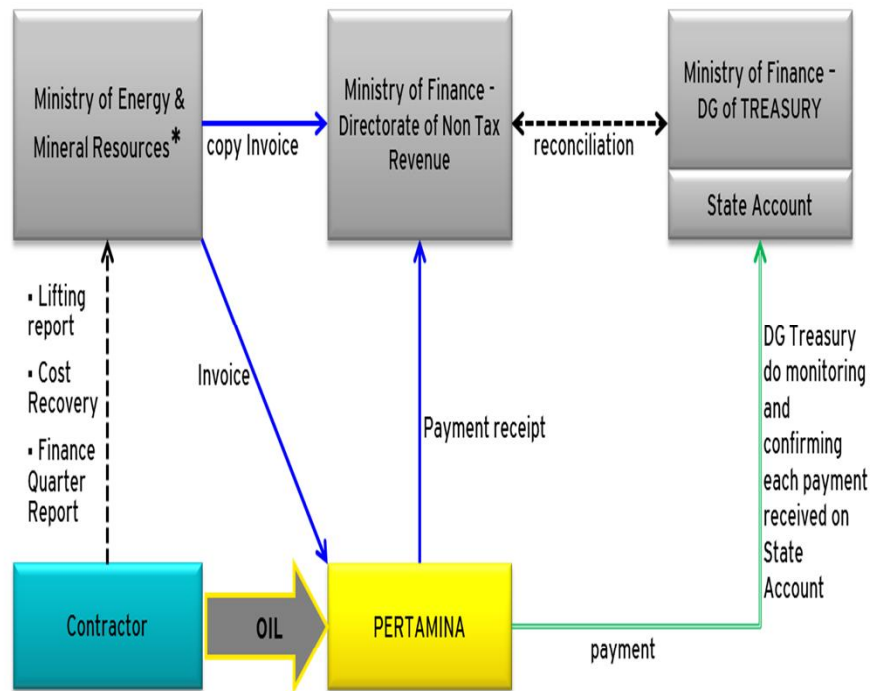 Ministry of Energy &
Mineral Resources*
copy Invoice
Ministry of Finance -
Directorate of Non Tax
Revenue
reconciliation
Ministry of Finance -
DG of TREASURY
State Account
▪ Lifting
report
▪ Cost
Recovery
▪ Finance
Quarter
Report
Invoice
Payment receipt
DG Treasury
do monitoring
and
confirming
each payment
received on
State
Account
Contractor
OIL
PERTAMINA
payment